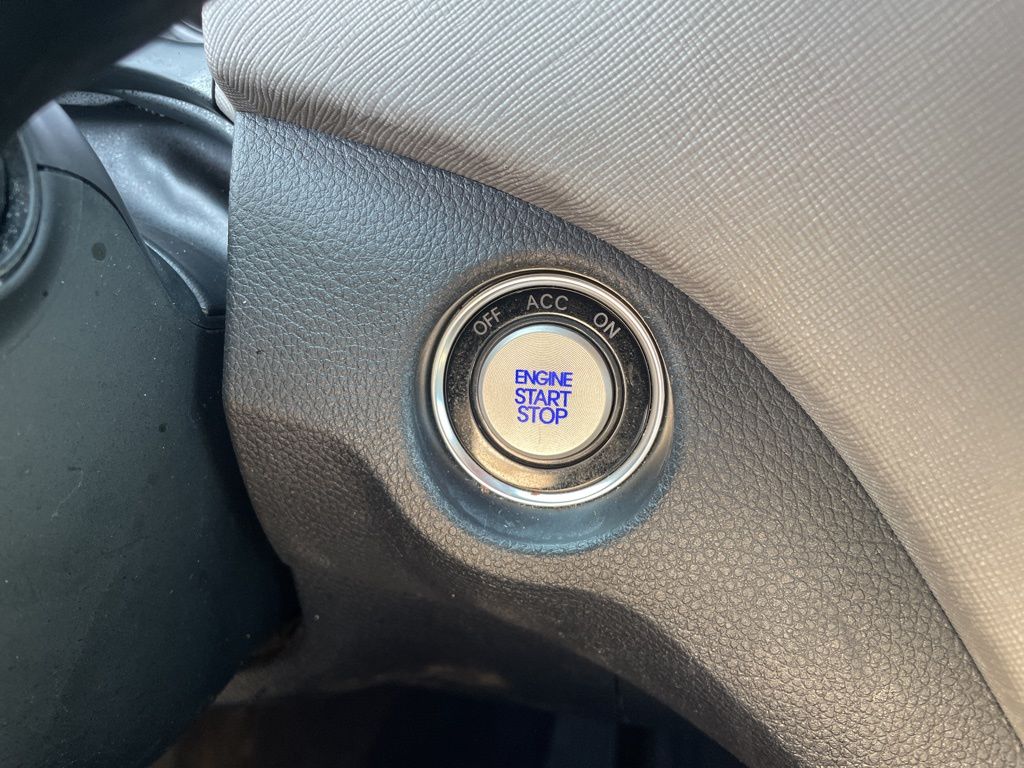 OFF ACC ON
ENGINE
START
STOP